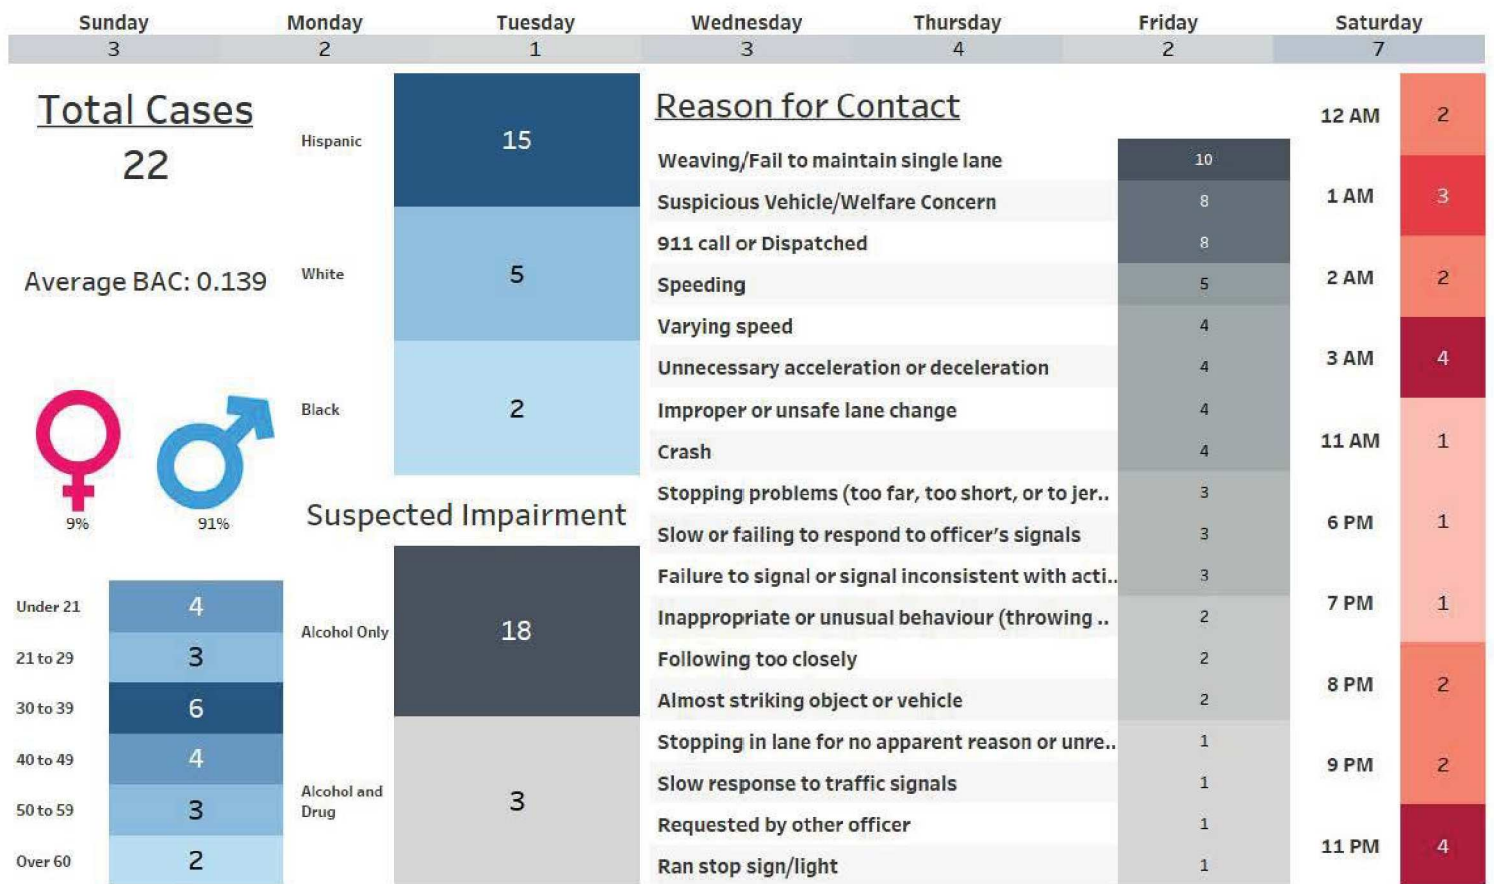 Sunday Monday Tuesday Wednesday Thursday Friday Saturday
3 2 1 3 4 2 7
Total Cases
22
Average BAC: 0.139
9% 91%
Under 21 4
21 to 29 3
30 to 39 6
40 to 49 4
50 to 59 3
Over 60 2
Hispanic 15
White 5
Black 2
Suspected Impairment
Alcohol Only 18
Alcohol and
Drug
3
Reason for Contact
Weaving/Fail to maintain single lane 10
Suspicious Vehicle/Welfare Concern 8
911 call or Dispatched 8
Speeding 5
Varying speed 4
Unnecessary acceleration or deceleration 4
Improper or unsafe lane change 4
Crash 4
Stopping problems (too far, too short, or to jer.. 3
Slow or failing to respond to officer's signals 3
Failure to signal or signal inconsistent with acti.. 3
Inappropriate or unusual behaviour (throwing .. 2
Following too closely 2
Almost striking object or vehicle 2
Stopping in lane for no apparent reason or unre.. 1
Slow response to traffic signals 1
Requested by other officer 1
Ran stop sign/light 1
12 AM 2
1 AM 3
2 AM 2
3 AM 4
11 AM 1
6 PM 1
7 PM 1
8 PM 2
9 PM 2
11 PM 4